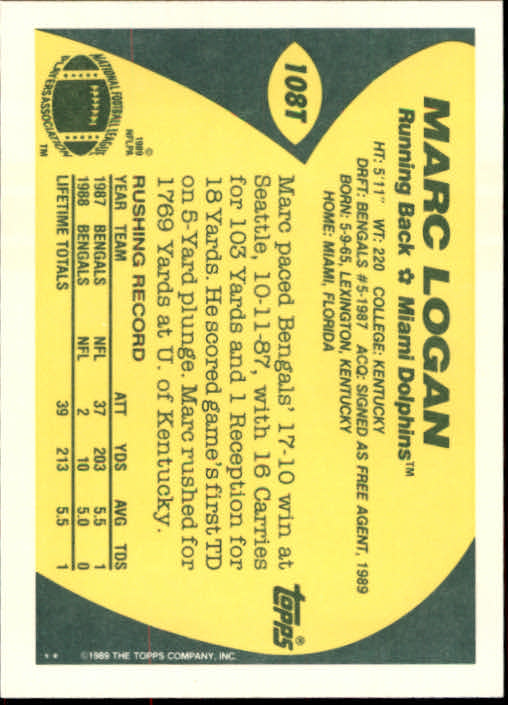 108T
MARC LOGAN
Running Back ✿ Miami Dolphins™
HT: 5'11" WT: 220 COLLEGE: KENTUCKY
DRFT: BENGALS #5-1987 ACQ: SIGNED AS FREE AGENT, 1989
BORN: 5-9-65, LEXINGTON, KENTUCKY
HOME: MIAMI, FLORIDA
Marc paced Bengals' 17-10 win at
Seattle, 10-11-87, with 16 Carries
for 103 Yards and 1 Reception for
18 Yards. He scored game's first TD
on 5-Yard plunge. Marc rushed for
1769 Yards at U. of Kentucky.
topps®
NATIONAL FOOTBALL LEAGUE
PLAYERS ASSOCIATION
™
© 1989
NFLPA
RUSHING RECORD
YEAR TEAM ATT YDS AVG TDS
1987 BENGALS NFL 37 203 5.5 1
1988 BENGALS NFL 2 10 5.0 0
LIFETIME TOTALS 39 213 5.5 1
* * ©1989 THE TOPPS COMPANY, INC.